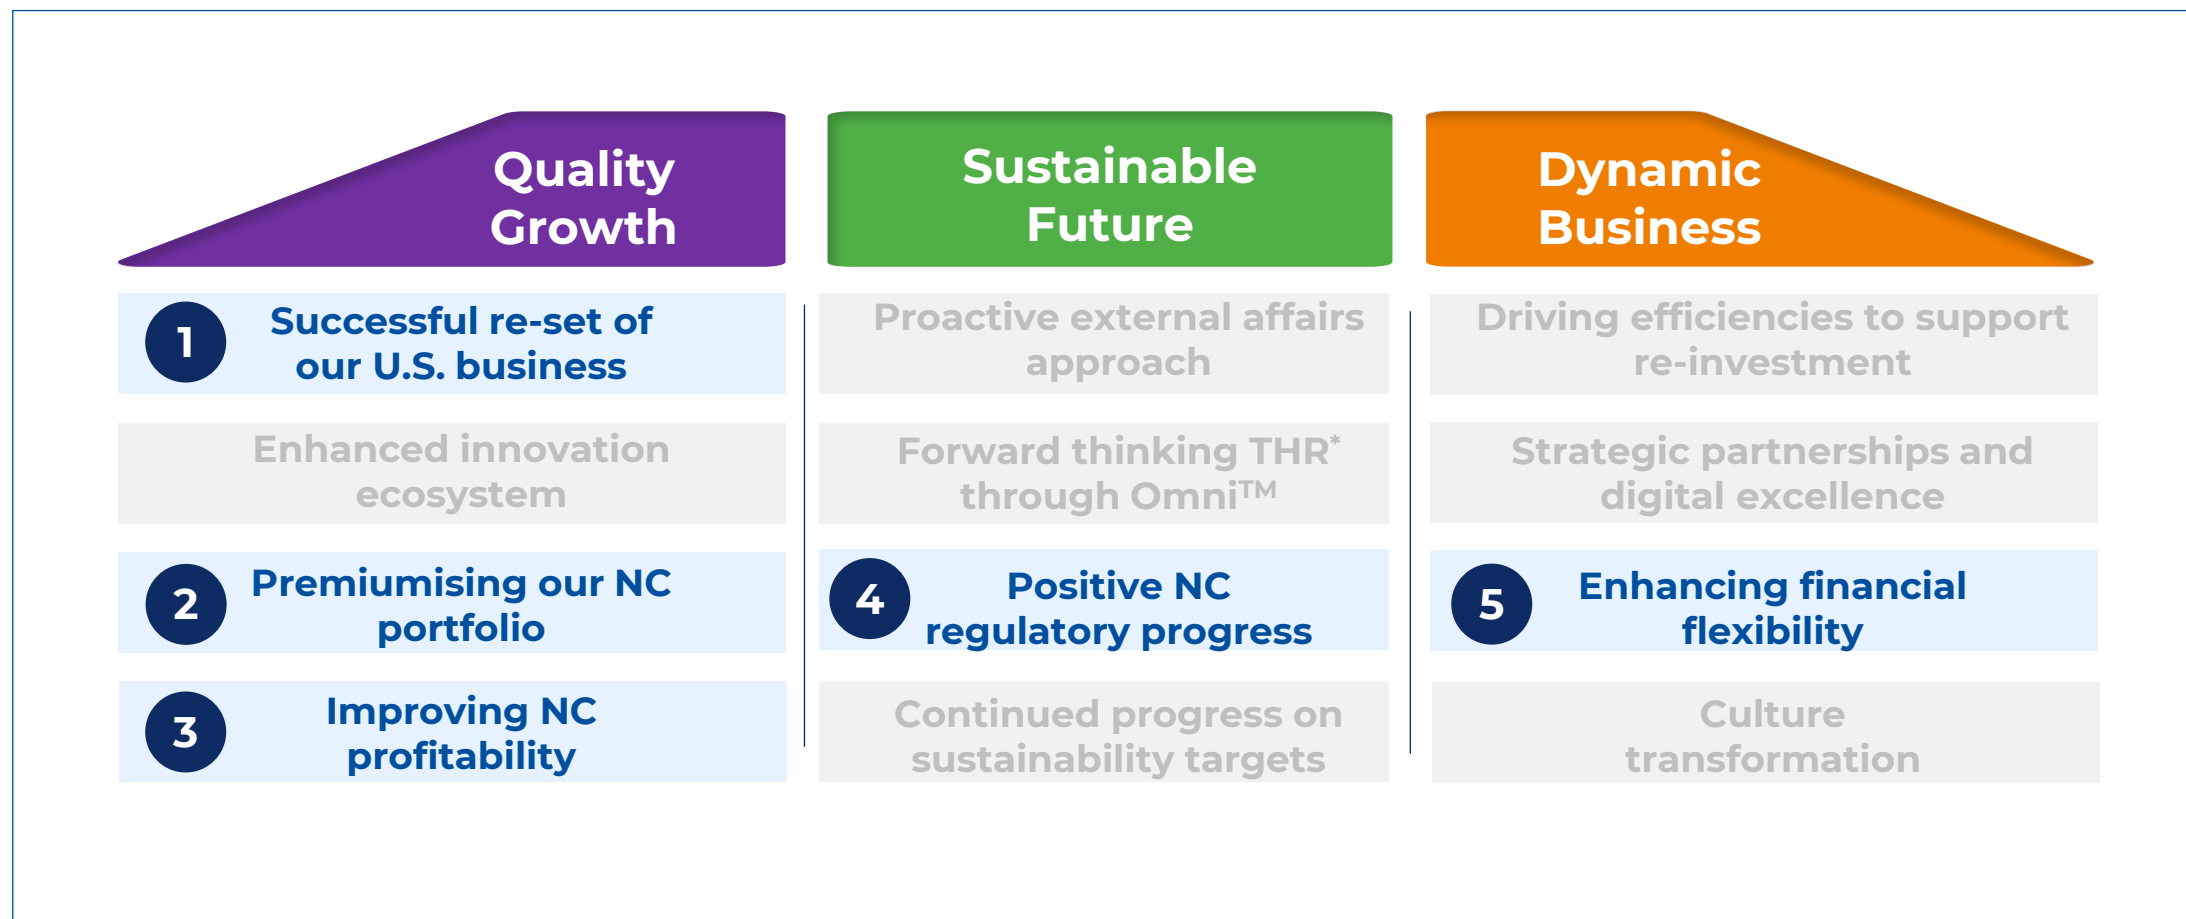 Quality
Growth
1
Successful re-set of
our U.S. business
Enhanced innovation
ecosystem
2
Premiumising our NC
portfolio
3
Improving NC
profitability
Sustainable
Future
Proactive external affairs
approach
Forward thinking THR*
through Omni™
4
Positive NC
regulatory progress
Continued progress on
sustainability targets
Dynamic
Business
Driving efficiencies to support
re-investment
Strategic partnerships and
digital excellence
5
Enhancing financial
flexibility
Culture
transformation